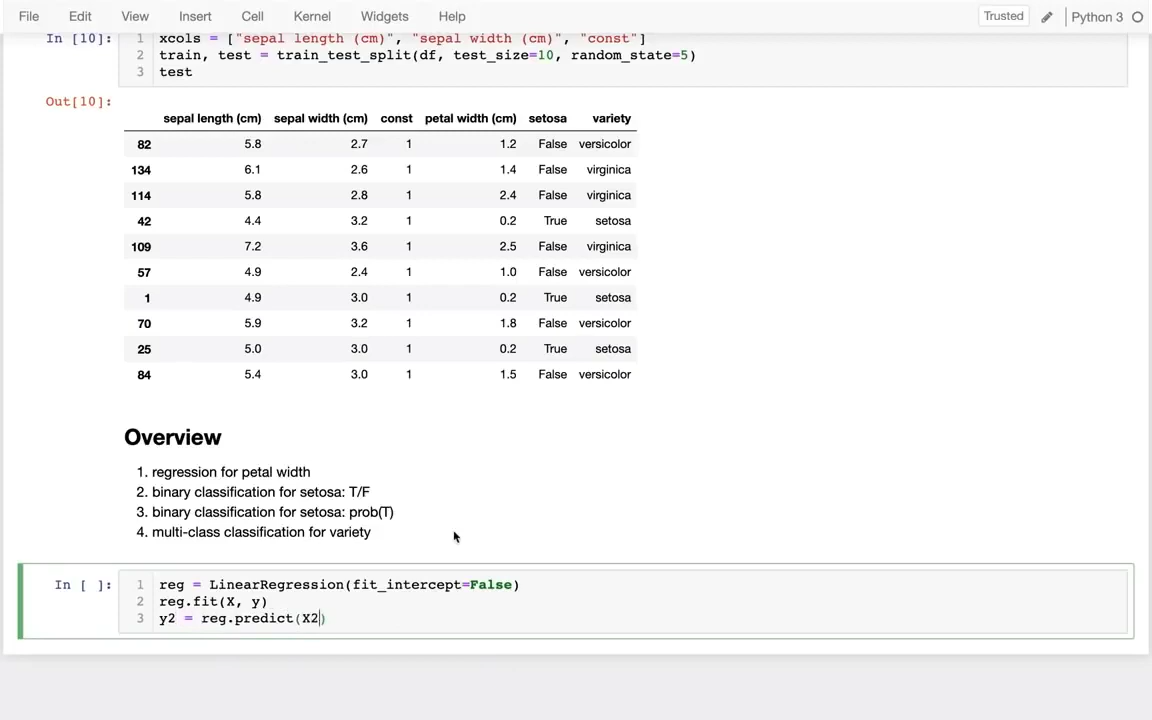 File Edit View Insert Cell Kernel Widgets Help Trusted Python 3
In [10]: 1 xcols = ["sepal length (cm)", "sepal width (cm)", "const"]
2 train, test = train_test_split(df, test_size=10, random_state=5)
3 test
Out[10]:
sepal length (cm) sepal width (cm) const petal width (cm) setosa variety
82 5.8 2.7 1 1.2 False versicolor
134 6.1 2.6 1 1.4 False virginica
114 5.8 2.8 1 2.4 False virginica
42 4.4 3.2 1 0.2 True setosa
109 7.2 3.6 1 2.5 False virginica
57 4.9 2.4 1 1.0 False versicolor
1 4.9 3.0 1 0.2 True setosa
70 5.9 3.2 1 1.8 False versicolor
25 5.0 3.0 1 0.2 True setosa
84 5.4 3.0 1 1.5 False versicolor
Overview
1. regression for petal width
2. binary classification for setosa: T/F
3. binary classification for setosa: prob(T)
4. multi-class classification for variety
In [ ]: 1 reg = LinearRegression(fit_intercept=False)
2 reg.fit(X, y)
3 y2 = reg.predict(X2)